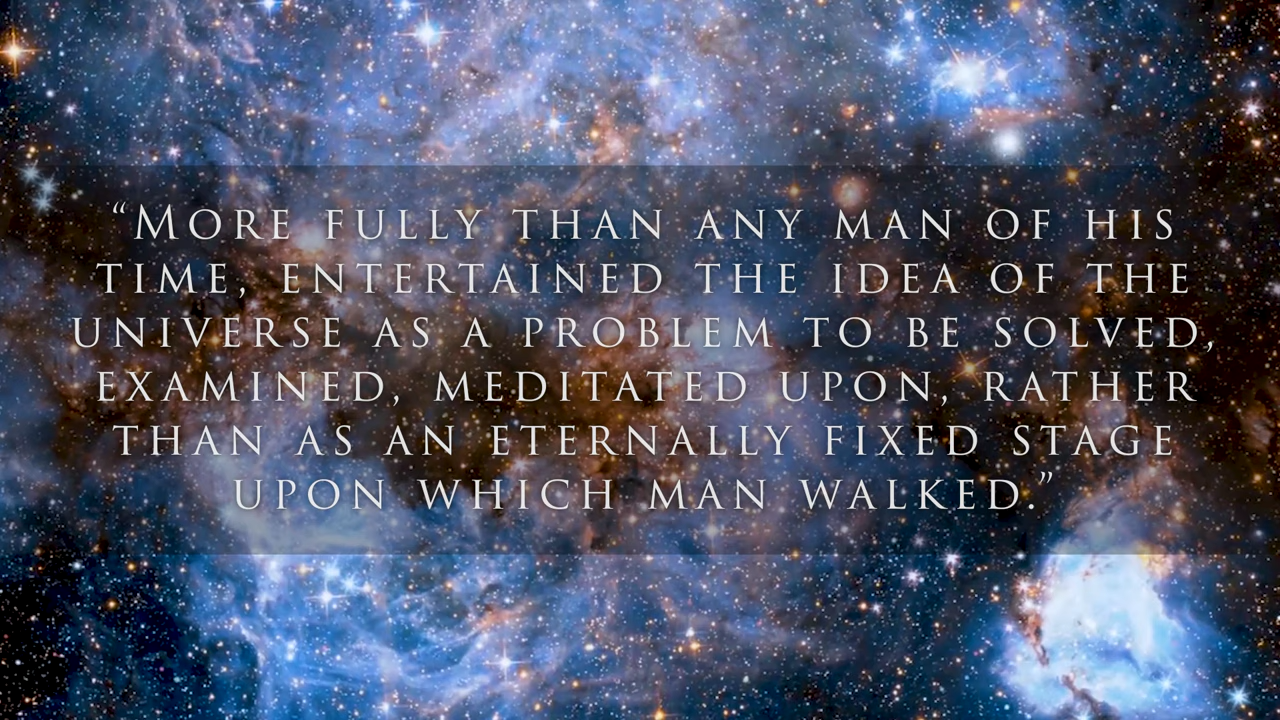 “More fully than any man of his
time, entertained the idea of the
universe as a problem to be solved,
examined, meditated upon, rather
than as an eternally fixed stage
upon which man walked.”